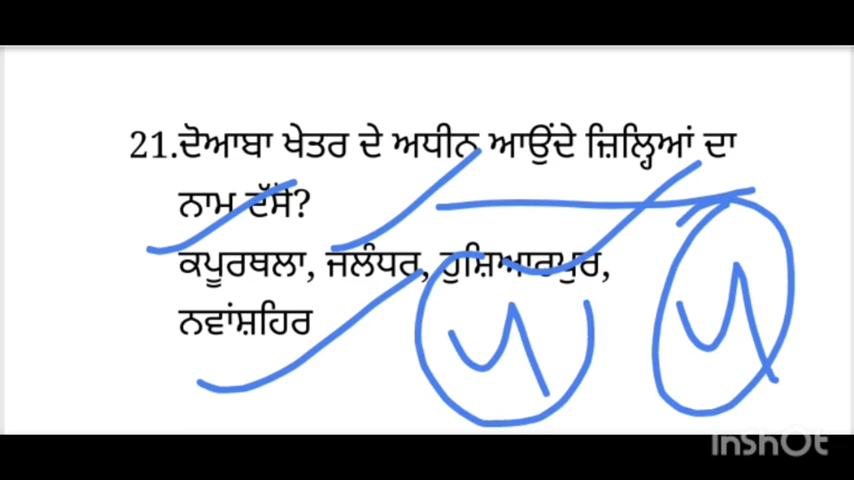 21.ਦੋਆਬਾ ਖੇਤਰ ਦੇ ਅਧੀਨ ਆਉਂਦੇ ਜ਼ਿਲ੍ਹਿਆਂ ਦਾ
ਨਾਮ ਦੱਸੋ?
ਕਪੂਰਥਲਾ, ਜਲੰਧਰ, ਹੁਸ਼ਿਆਰਪੁਰ,
ਨਵਾਂਸ਼ਹਿਰ
InShOt